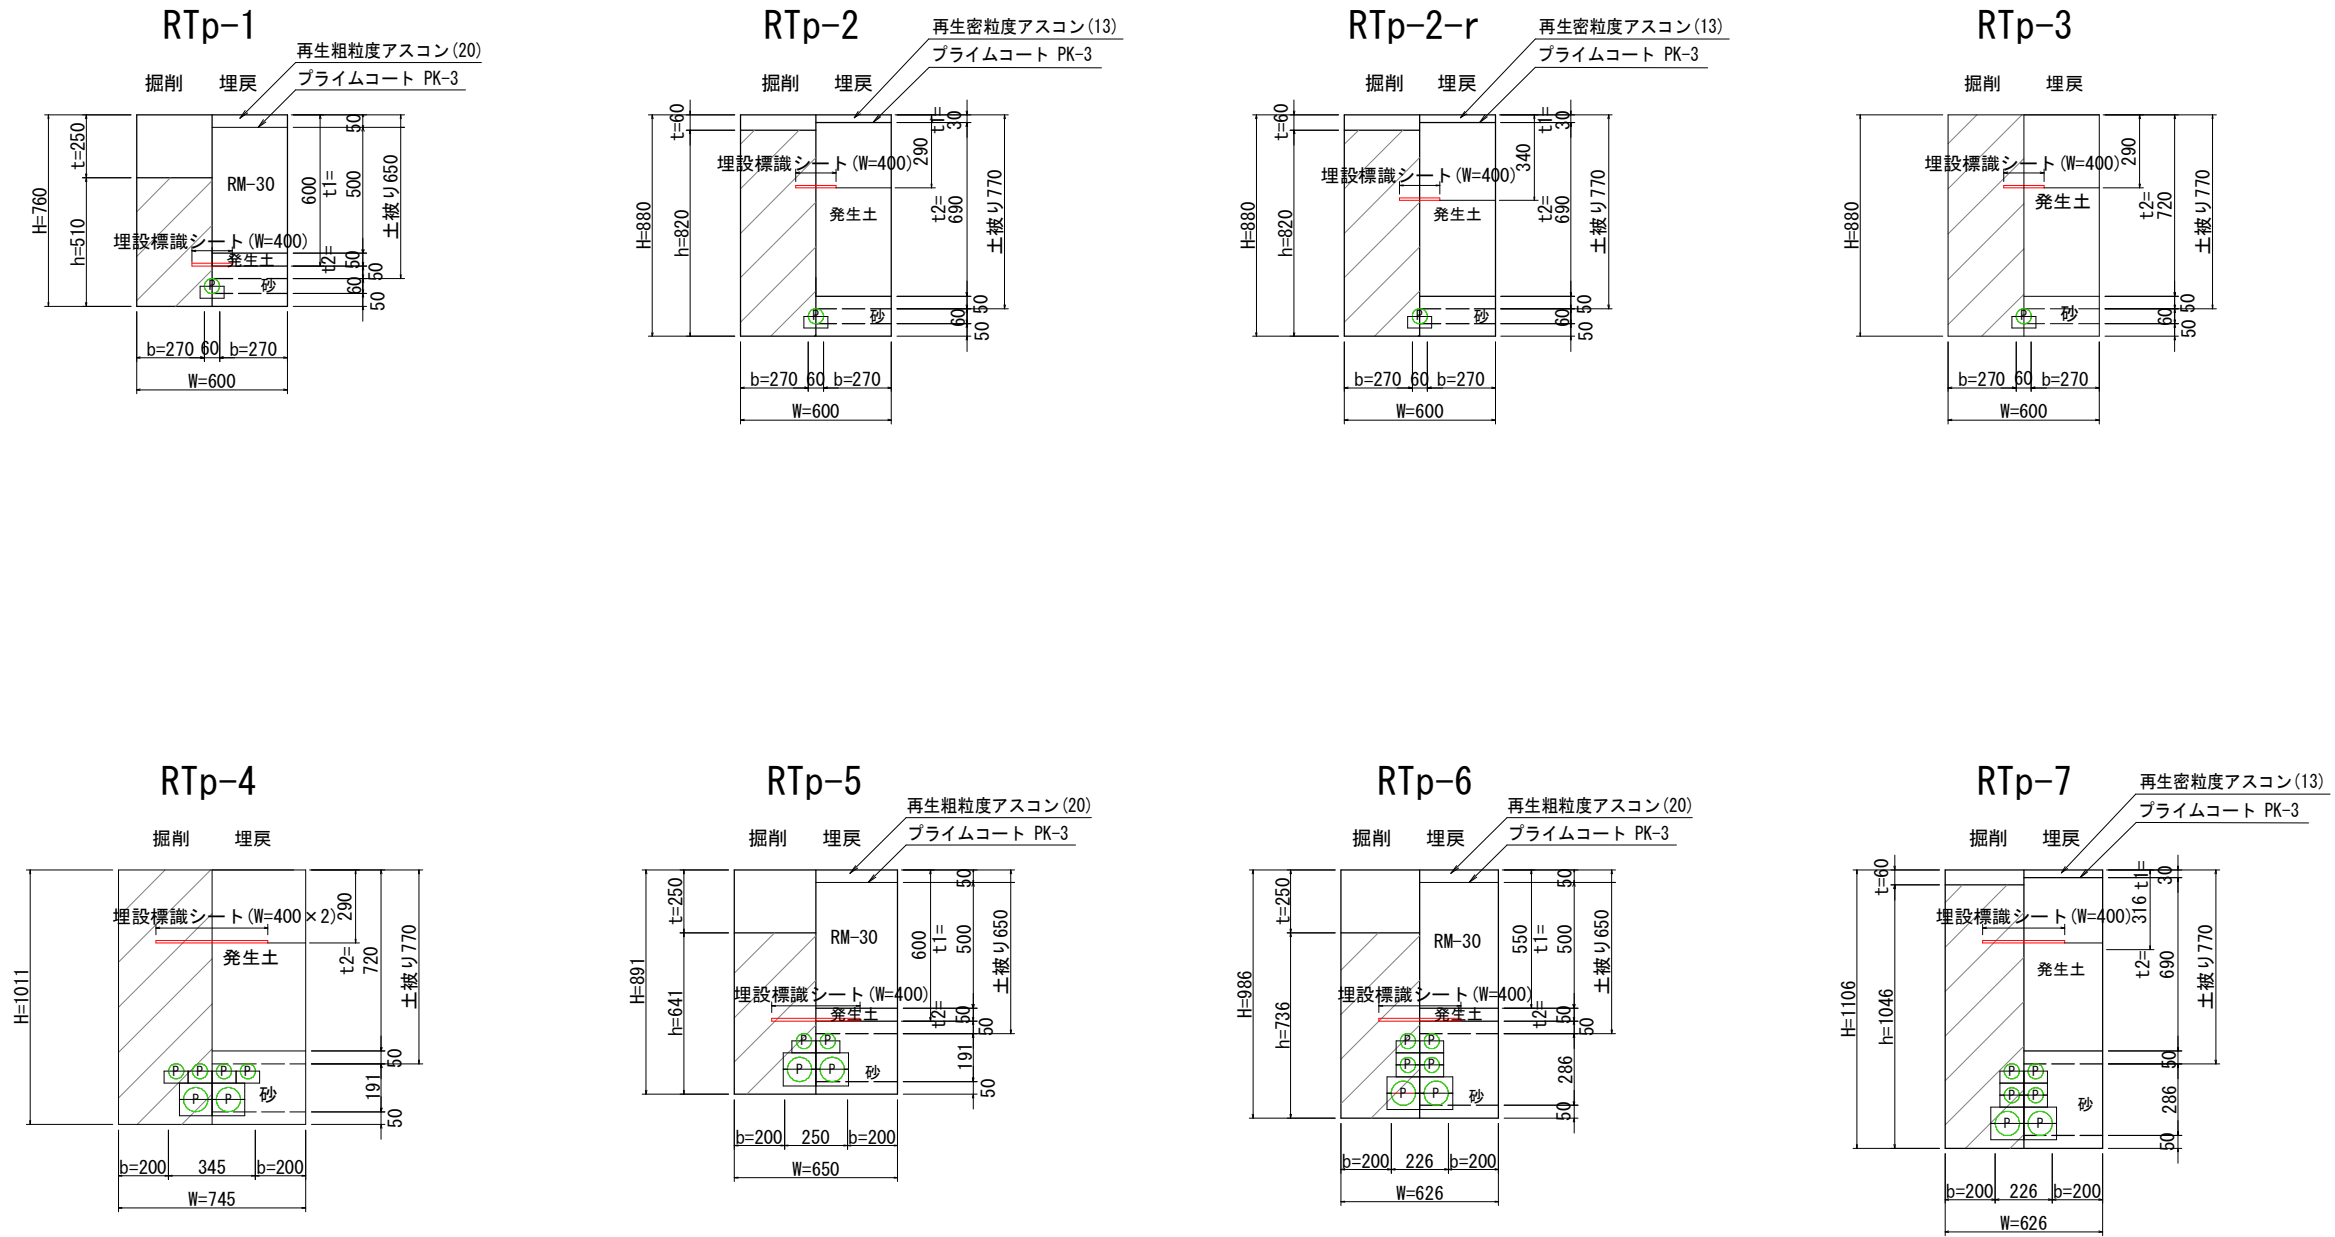 RTp-1
再生粗粒度アスコン(20)
プライムコート PK-3
掘削 埋戻
H=760
t=250
h=510
RM-30
埋設標識シート(W=400)
発生土
砂
P
600
t1=
500
t2=
50
50
50
60
50
土被り650
b=270 60 b=270
W=600
RTp-2
再生密粒度アスコン(13)
プライムコート PK-3
掘削 埋戻
H=880
t=60
h=820
埋設標識シート(W=400)
発生土
砂
P
290
t1=
30
t2=
690
50
60
50
土被り770
b=270 60 b=270
W=600
RTp-2-r
再生密粒度アスコン(13)
プライムコート PK-3
掘削 埋戻
H=880
t=60
h=820
埋設標識シート(W=400)
発生土
砂
P
340
t1=
30
t2=
690
50
60
50
土被り770
b=270 60 b=270
W=600
RTp-3
掘削 埋戻
H=880
埋設標識シート(W=400)
発生土
砂
P
290
t2=
720
50
60
50
土被り770
b=270 60 b=270
W=600
RTp-4
掘削 埋戻
H=1011
埋設標識シート(W=400×2)
発生土
砂
P P P P
P P
290
t2=
720
50
191
50
土被り770
b=200 345 b=200
W=745
RTp-5
再生粗粒度アスコン(20)
プライムコート PK-3
掘削 埋戻
H=891
t=250
h=641
RM-30
埋設標識シート(W=400)
発生土
砂
P P
P P
600
t1=
500
t2=
50
50
50
191
50
土被り650
b=200 250 b=200
W=650
RTp-6
再生粗粒度アスコン(20)
プライムコート PK-3
掘削 埋戻
H=986
t=250
h=736
RM-30
埋設標識シート(W=400)
発生土
砂
P P
P P
P P
550
t1=
500
t2=
50
50
50
286
50
土被り650
b=200 226 b=200
W=626
RTp-7
再生密粒度アスコン(13)
プライムコート PK-3
掘削 埋戻
H=1106
t=60
h=1046
埋設標識シート(W=400)
発生土
砂
P P
P P
P P
316
t1=
30
t2=
690
50
286
50
土被り770
b=200 226 b=200
W=626